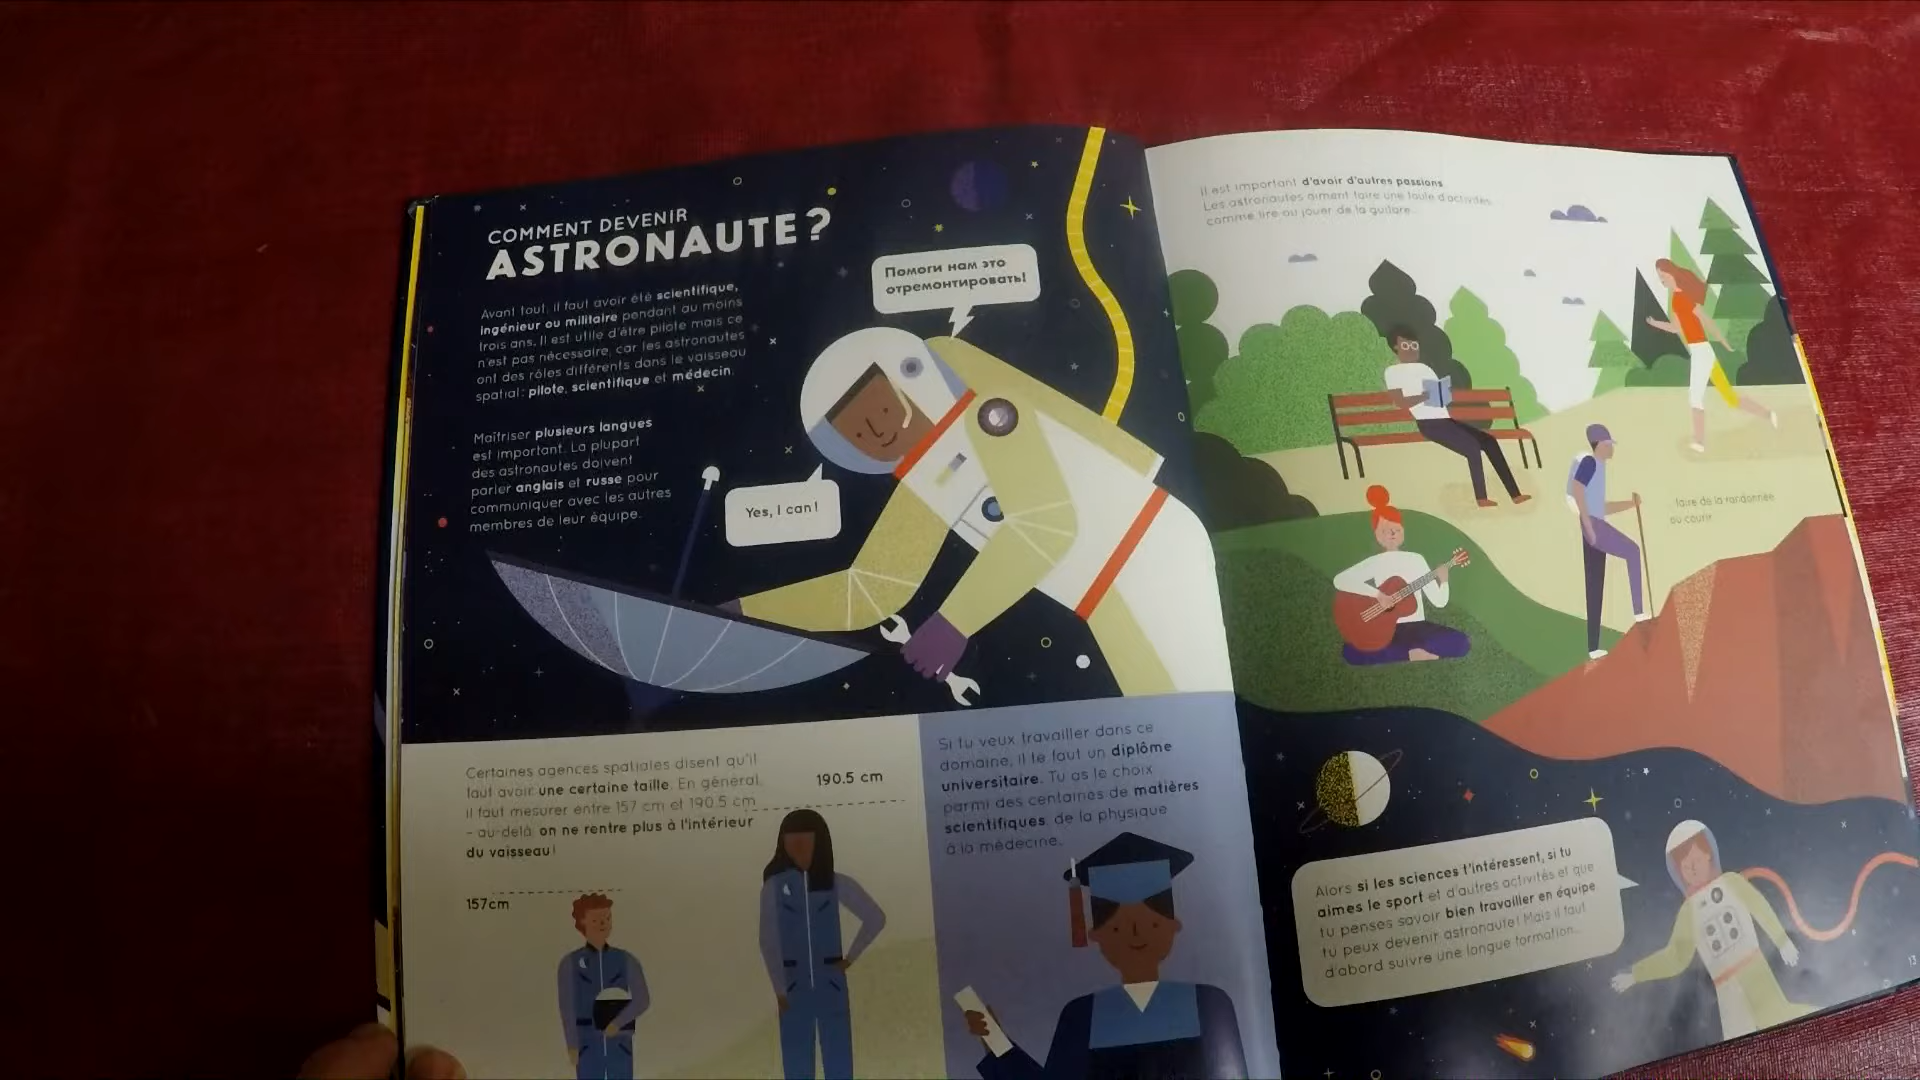 COMMENT DEVENIR
ASTRONAUTE ?
Avant tout, il faut avoir été scientifique,
ingénieur ou militaire pendant au moins
trois ans. Il est utile d'être pilote mais ce
n'est pas nécessaire, car les astronautes
ont des rôles différents dans le vaisseau
spatial : pilote, scientifique et médecin.
Maîtriser plusieurs langues
est important. La plupart
des astronautes doivent
parler anglais et russe pour
communiquer avec les autres
membres de leur équipe.
Помоги нам это
отремонтировать!
Yes, I can!
Certaines agences spatiales disent qu'il
faut avoir une certaine taille. En général,
il faut mesurer entre 157 cm et 190.5 cm
– au-delà, on ne rentre plus à l'intérieur
du vaisseau !
190.5 cm
157cm
Si tu veux travailler dans ce
domaine, il te faut un diplôme
universitaire. Tu as le choix
parmi des centaines de matières
scientifiques, de la physique
à la médecine.
Il est important d'avoir d'autres passions
Les astronautes aiment faire une foule d'activités
comme lire ou jouer de la guitare...
faire de la randonnée
ou courir
Alors si les sciences t'intéressent, si tu
aimes le sport et d'autres activités et que
tu penses savoir bien travailler en équipe
tu peux devenir astronaute ! Mais il faut
d'abord suivre une longue formation...
13